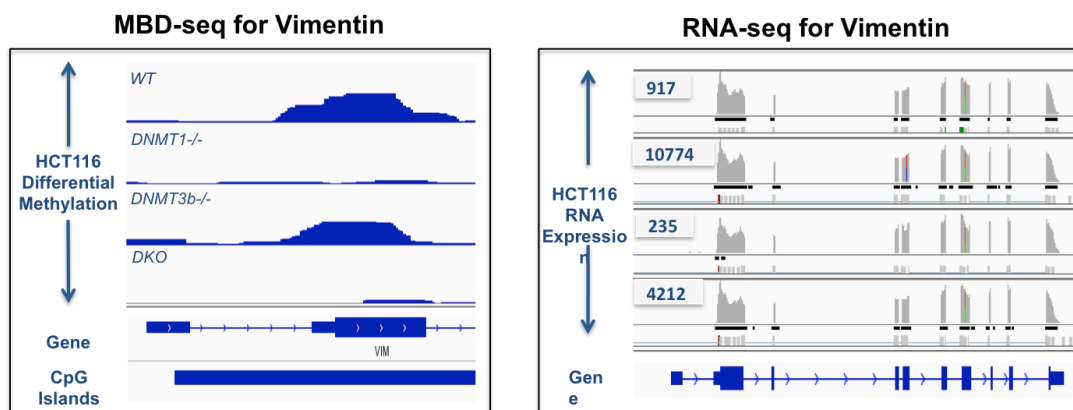 MBD-seq for Vimentin
WT
DNMT1-/-
DNMT3b-/-
DKO
HCT116
Differential
Methylation
Gene
VIM
CpG
Islands
RNA-seq for Vimentin
917
10774
235
4212
HCT116
RNA
Expressio
n
Gen
e